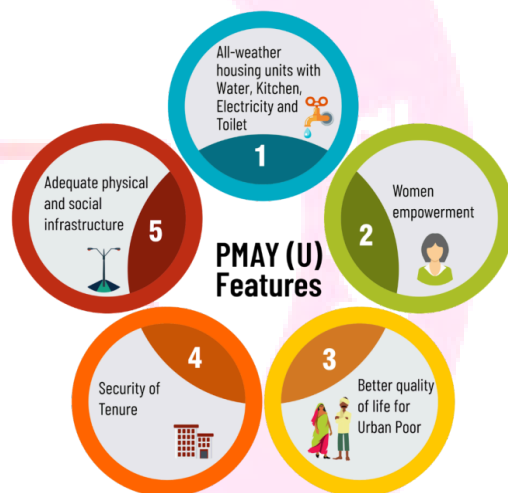 All-weather
housing units with
Water, Kitchen,
Electricity and
Toilet
1
Women
empowerment
2
Better quality
of life for
Urban Poor
3
Security of
Tenure
4
Adequate physical
and social
infrastructure
5
PMAY (U)
Features